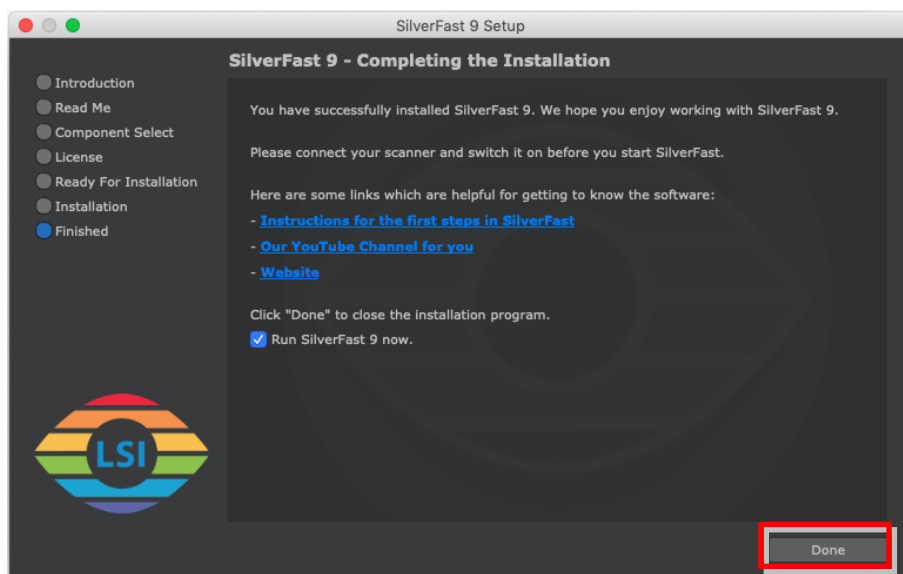 SilverFast 9 Setup
SilverFast 9 - Completing the Installation
Introduction
Read Me
Component Select
License
Ready For Installation
Installation
Finished
You have successfully installed SilverFast 9. We hope you enjoy working with SilverFast 9.
Please connect your scanner and switch it on before you start SilverFast.
Here are some links which are helpful for getting to know the software:
- Instructions for the first steps in SilverFast
- Our YouTube Channel for you
- Website
Click "Done" to close the installation program.
Run SilverFast 9 now.
LSI
Done